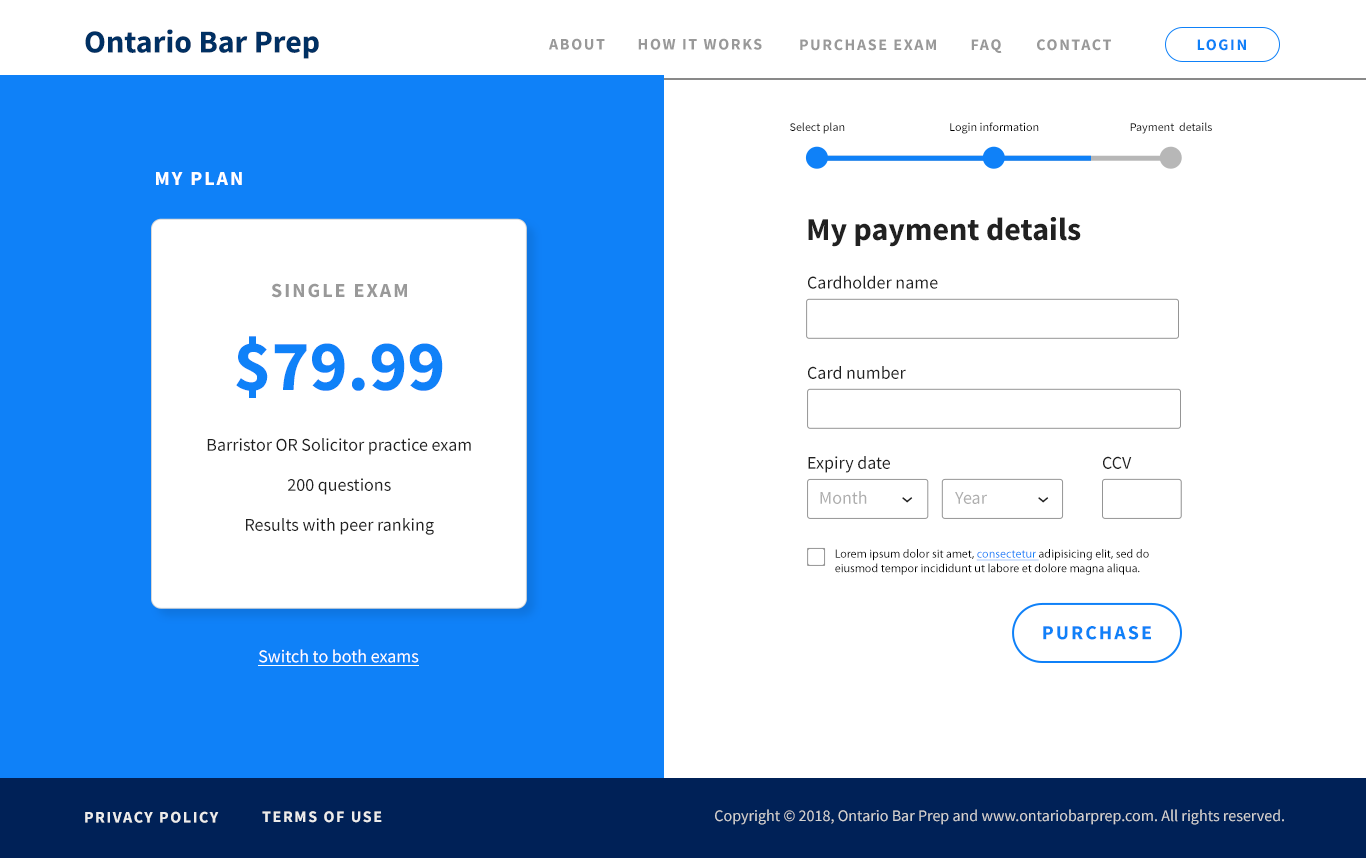 Ontario Bar Prep
ABOUT
HOW IT WORKS
PURCHASE EXAM
FAQ
CONTACT
LOGIN
MY PLAN
SINGLE EXAM
$79.99
Barristor OR Solicitor practice exam
200 questions
Results with peer ranking
Switch to both exams
Select plan
Login information
Payment details
My payment details
Cardholder name
Card number
Expiry date
CCV
Month
Year
Lorem ipsum dolor sit amet, consectetur adipisicing elit, sed do
eiusmod tempor incididunt ut labore et dolore magna aliqua.
PURCHASE
PRIVACY POLICY
TERMS OF USE
Copyright © 2018, Ontario Bar Prep and www.ontariobarprep.com. All rights reserved.